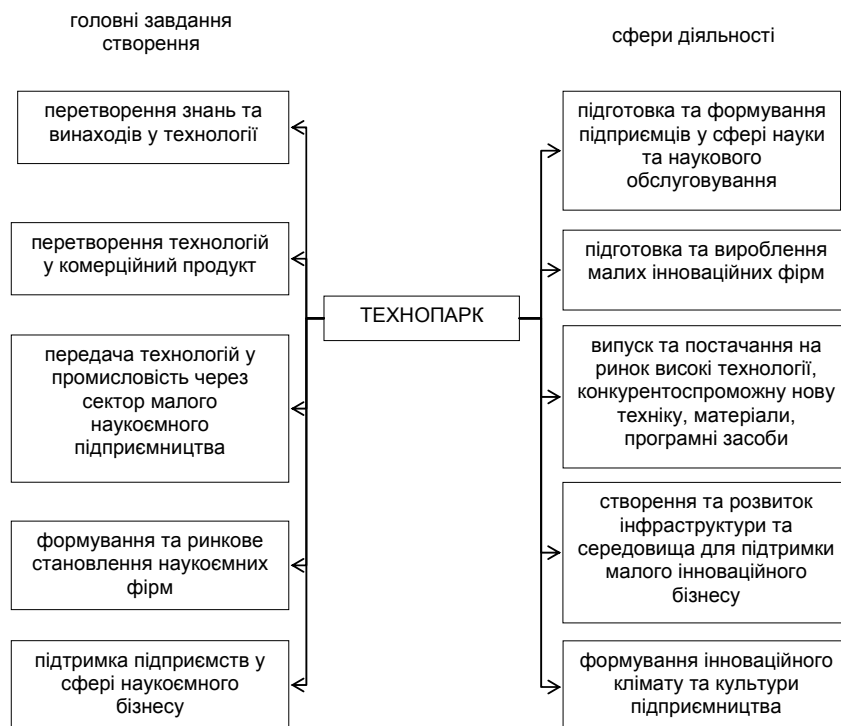 головні завдання
створення
перетворення знань та
винаходів у технології
перетворення технологій
у комерційний продукт
передача технологій у
промисловість через
сектор малого
наукоємного
підприємництва
формування та ринкове
становлення наукоємних
фірм
підтримка підприємств у
сфері наукоємного
бізнесу
ТЕХНОПАРК
сфери діяльності
підготовка та формування
підприємців у сфері науки
та наукового
обслуговування
підготовка та вироблення
малих інноваційних фірм
випуск та постачання на
ринок високі технології,
конкурентоспроможну нову
техніку, матеріали,
програмні засоби
створення та розвиток
інфраструктури та
середовища для підтримки
малого інноваційного
бізнесу
формування інноваційного
клімату та культури
підприємництва